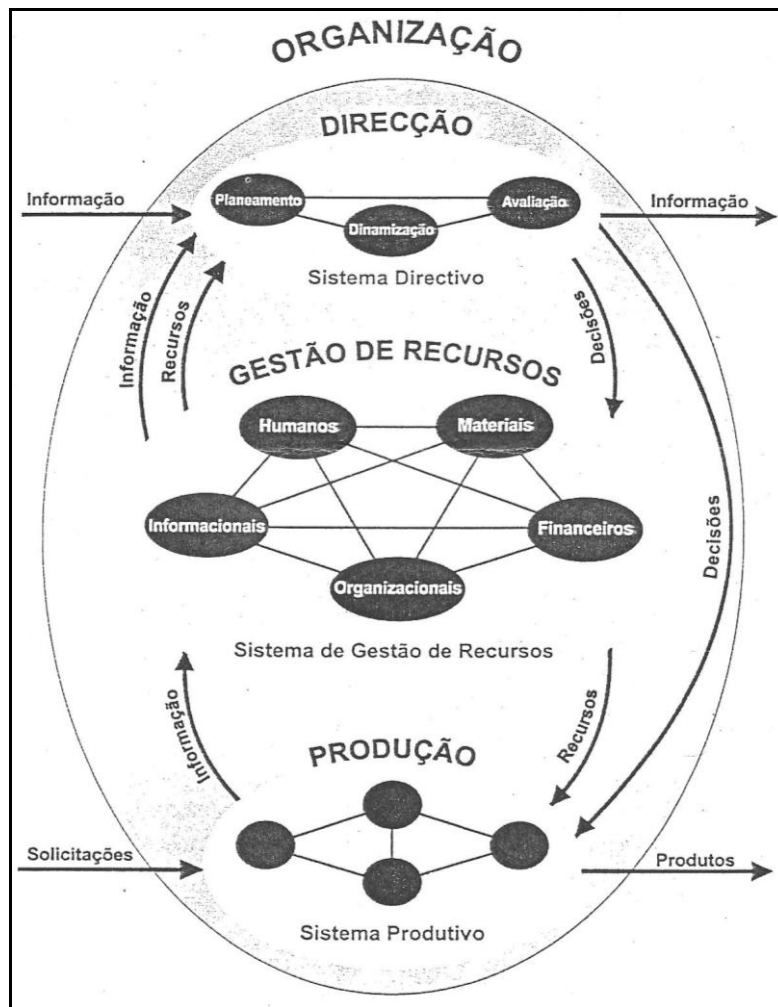 ORGANIZAÇÃO
DIRECÇÃO
Informação
Planeamento
Avaliação
Informação
Dinamização
Sistema Directivo
Informação
Recursos
Decisões
GESTÃO DE RECURSOS
Humanos
Materiais
Informacionais
Financeiros
Decisões
Organizacionais
Sistema de Gestão de Recursos
Informação
Recursos
PRODUÇÃO
Solicitações
Produtos
Sistema Produtivo